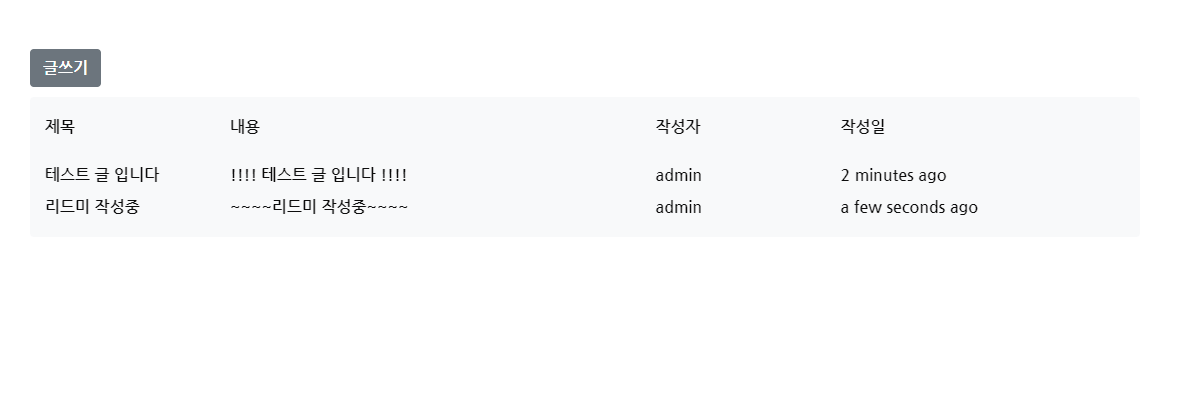 글쓰기
제목 내용 작성자 작성일
테스트 글 입니다 !!!! 테스트 글 입니다 !!!! admin 2 minutes ago
리드미 작성중 ~~~~리드미 작성중~~~~ admin a few seconds ago